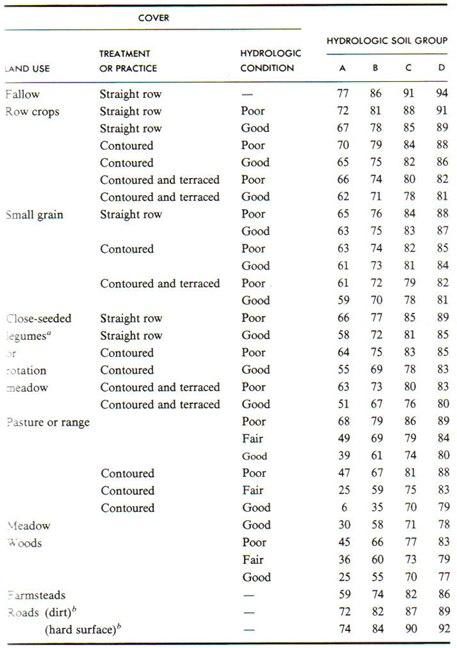 COVER
HYDROLOGIC SOIL GROUP
TREATMENT HYDROLOGIC
LAND USE OR PRACTICE CONDITION A B C D
Fallow Straight row — 77 86 91 94
Row crops Straight row Poor 72 81 88 91
Straight row Good 67 78 85 89
Contoured Poor 70 79 84 88
Contoured Good 65 75 82 86
Contoured and terraced Poor 66 74 80 82
Contoured and terraced Good 62 71 78 81
Small grain Straight row Poor 65 76 84 88
Good 63 75 83 87
Contoured Poor 63 74 82 85
Good 61 73 81 84
Contoured and terraced Poor 61 72 79 82
Good 59 70 78 81
Close-seeded Straight row Poor 66 77 85 89
legumesᵃ Straight row Good 58 72 81 85
or Contoured Poor 64 75 83 85
rotation Contoured Good 55 69 78 83
meadow Contoured and terraced Poor 63 73 80 83
Contoured and terraced Good 51 67 76 80
Pasture or range Poor 68 79 86 89
Fair 49 69 79 84
Good 39 61 74 80
Contoured Poor 47 67 81 88
Contoured Fair 25 59 75 83
Contoured Good 6 35 70 79
Meadow Good 30 58 71 78
Woods Poor 45 66 77 83
Fair 36 60 73 79
Good 25 55 70 77
Farmsteads — 59 74 82 86
Roads (dirt)ᵇ — 72 82 87 89
(hard surface)ᵇ — 74 84 90 92